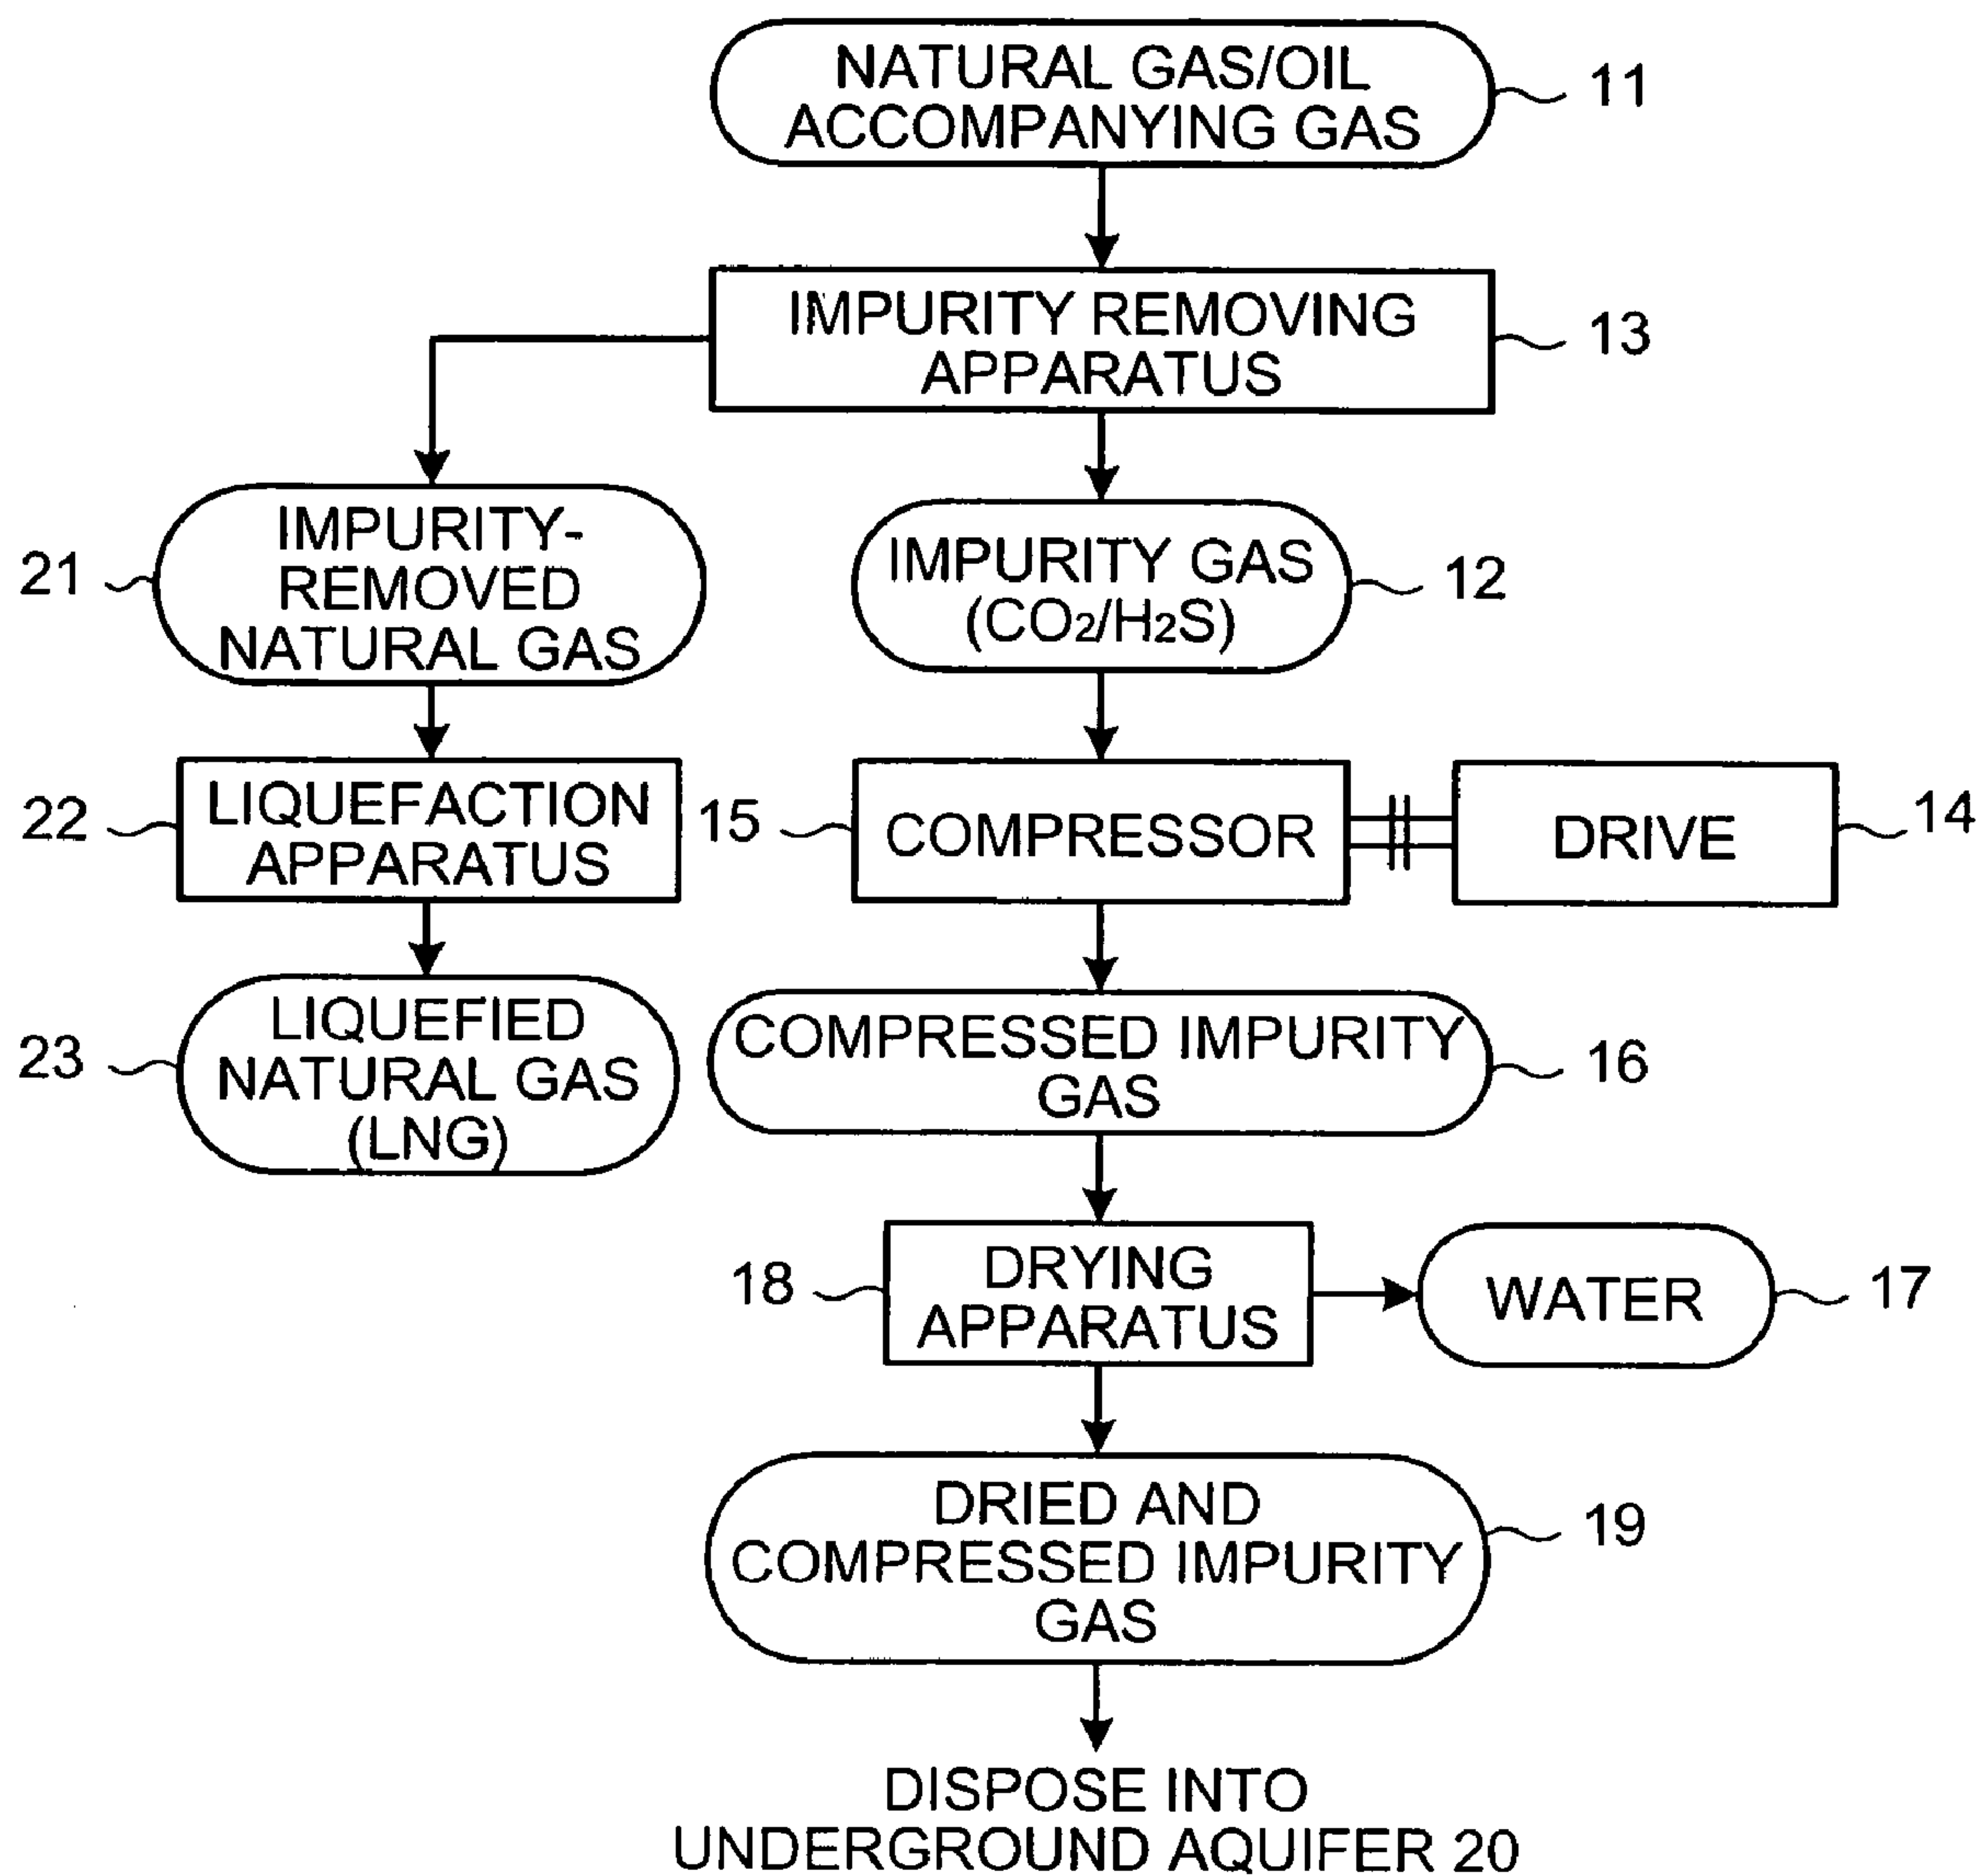 NATURAL GAS/OIL
ACCOMPANYING GAS
11
IMPURITY REMOVING
APPARATUS
13
21
IMPURITY-
REMOVED
NATURAL GAS
IMPURITY GAS
(CO2/H2S)
12
22
LIQUEFACTION
APPARATUS
15
COMPRESSOR
DRIVE
14
23
LIQUEFIED
NATURAL GAS
(LNG)
COMPRESSED IMPURITY
GAS
16
18
DRYING
APPARATUS
WATER
17
DRIED AND
COMPRESSED IMPURITY
GAS
19
DISPOSE INTO
UNDERGROUND AQUIFER 20